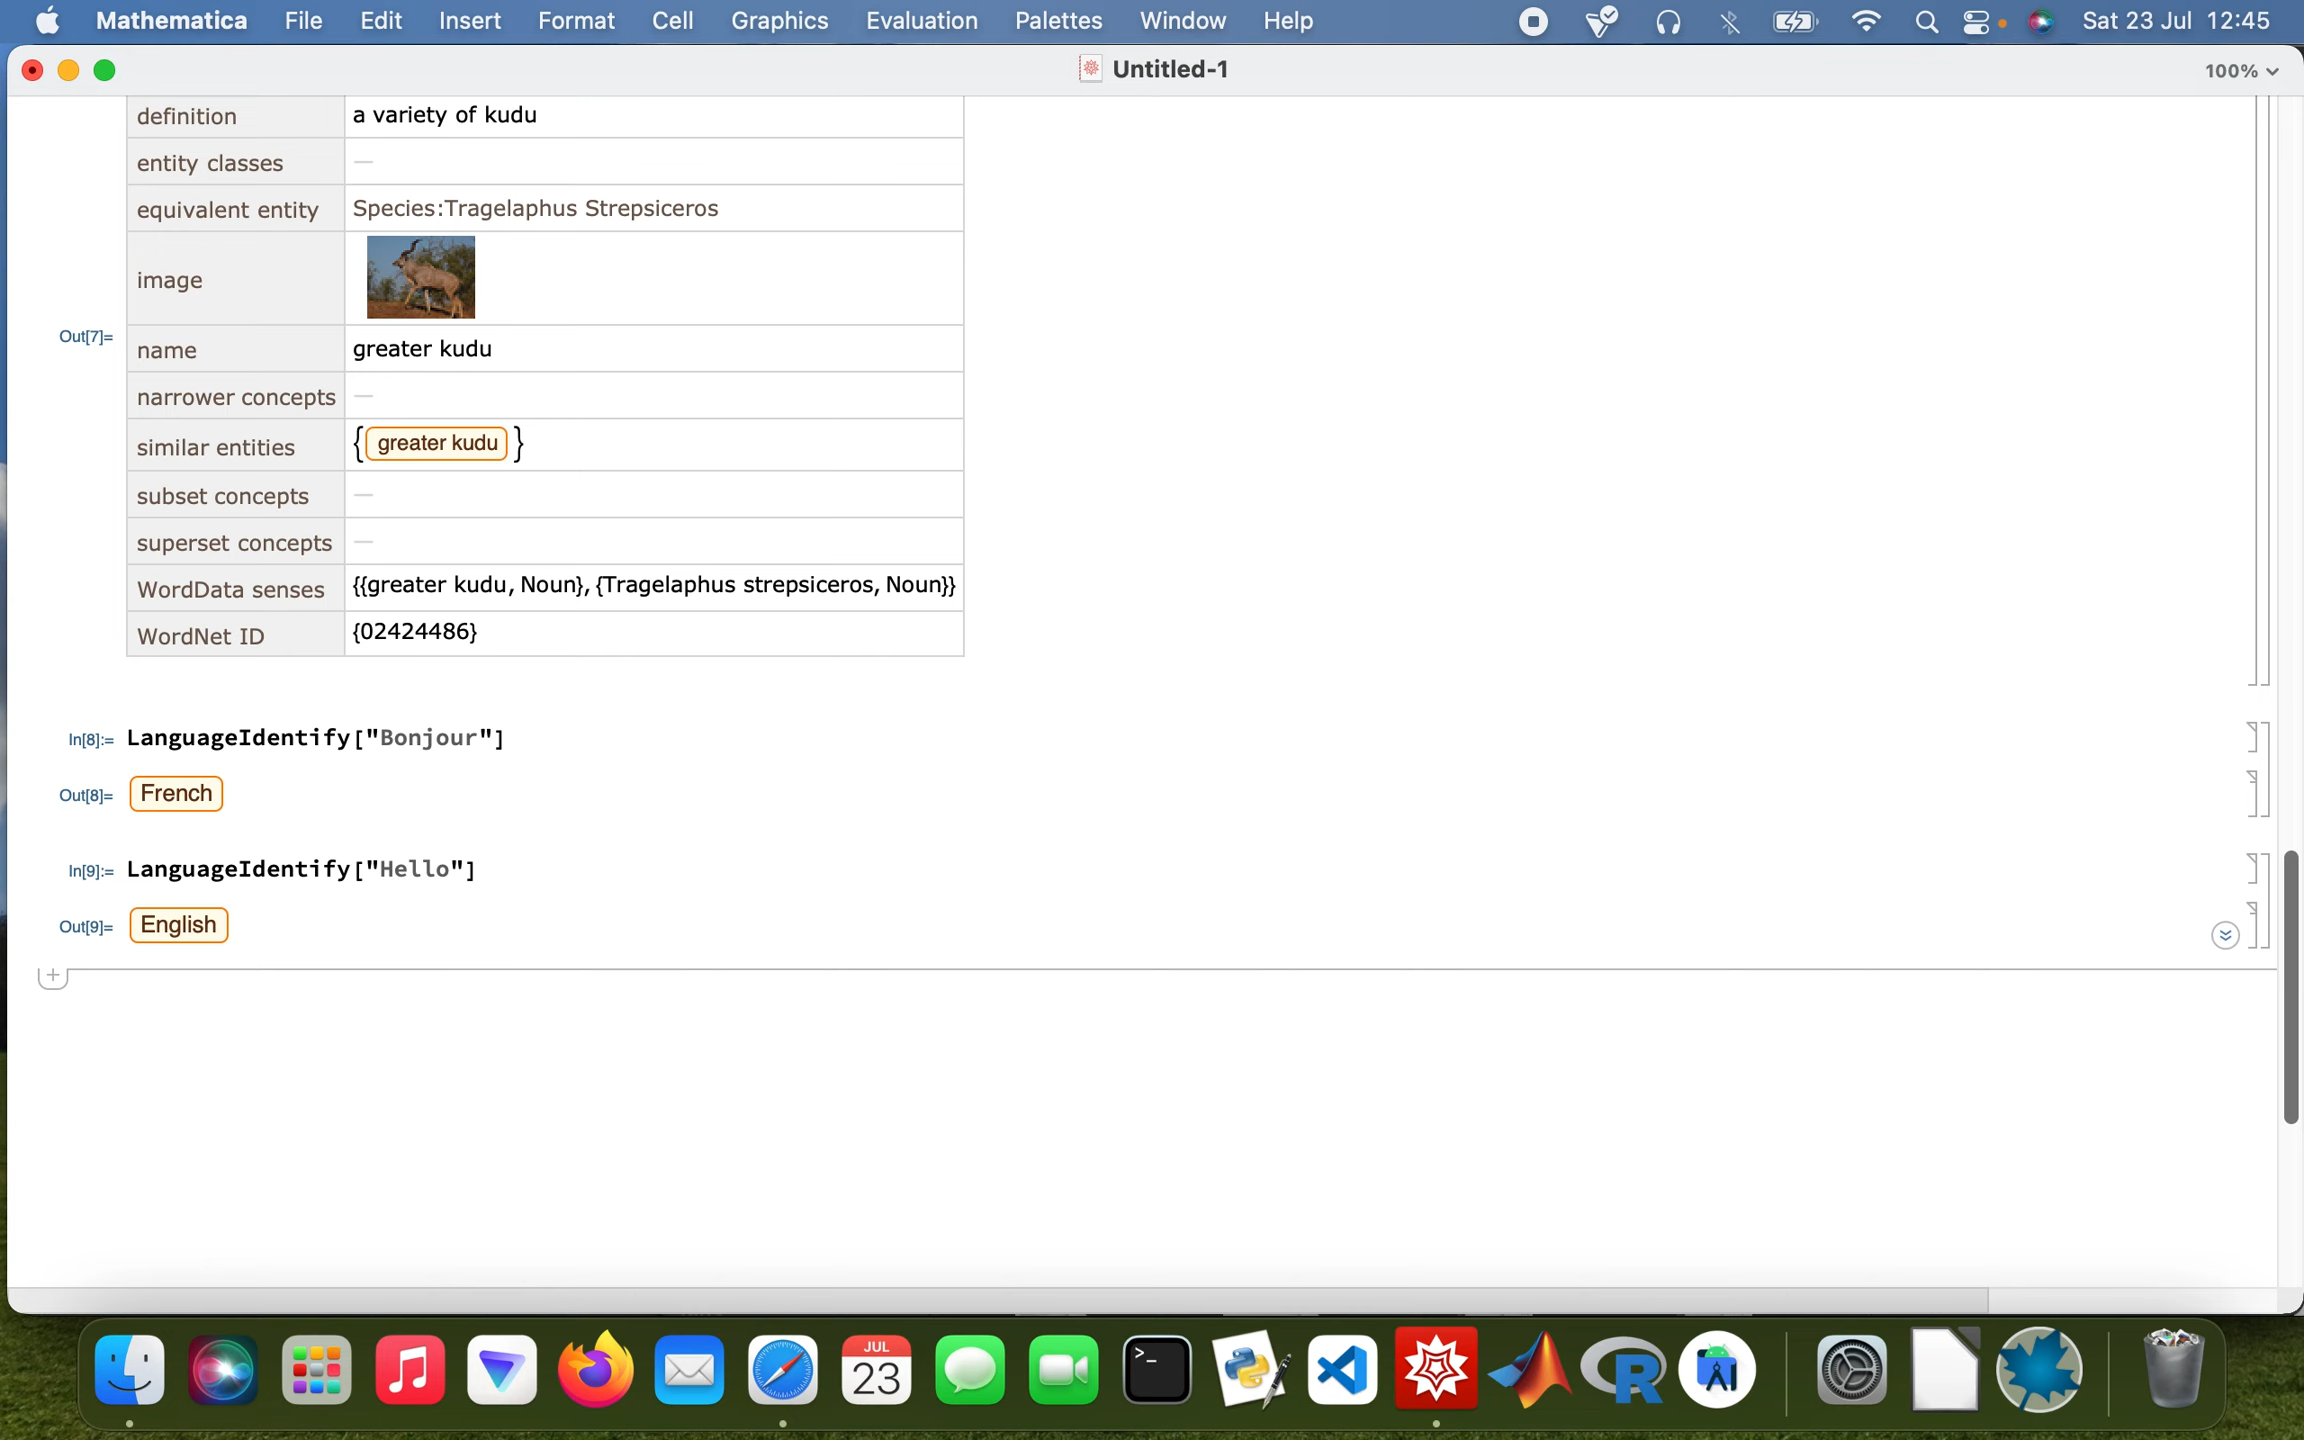 Mathematica File Edit Insert Format Cell Graphics Evaluation Palettes Window Help Sat 23 Jul 12:45
Untitled-1 100%
definition a variety of kudu
entity classes —
equivalent entity Species:Tragelaphus Strepsiceros
image
Out[7]=
name greater kudu
narrower concepts —
similar entities {greater kudu}
subset concepts —
superset concepts —
WordData senses {{greater kudu, Noun}, {Tragelaphus strepsiceros, Noun}}
WordNet ID {02424486}
In[8]:= LanguageIdentify["Bonjour"]
Out[8]= French
In[9]:= LanguageIdentify["Hello"]
Out[9]= English
+
JUL
23
>_
R